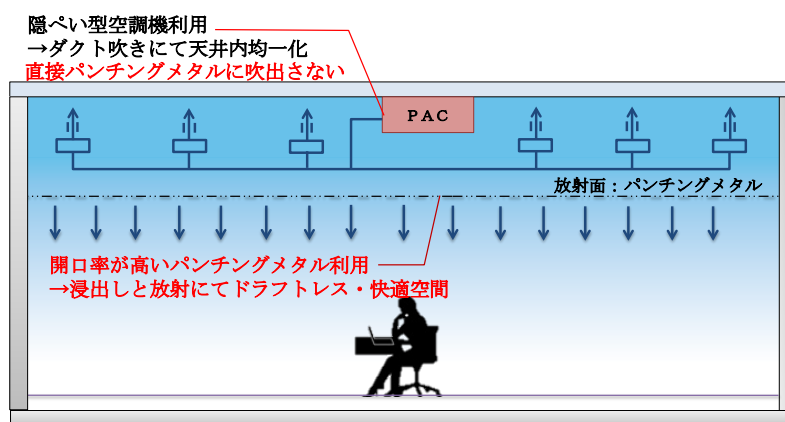 隠ぺい型空調機利用
→ダクト吹きにて天井内均一化
直接パンチングメタルに吹出さない
PAC
放射面：パンチングメタル
開口率が高いパンチングメタル利用
→浸出しと放射にてドラフトレス・快適空間